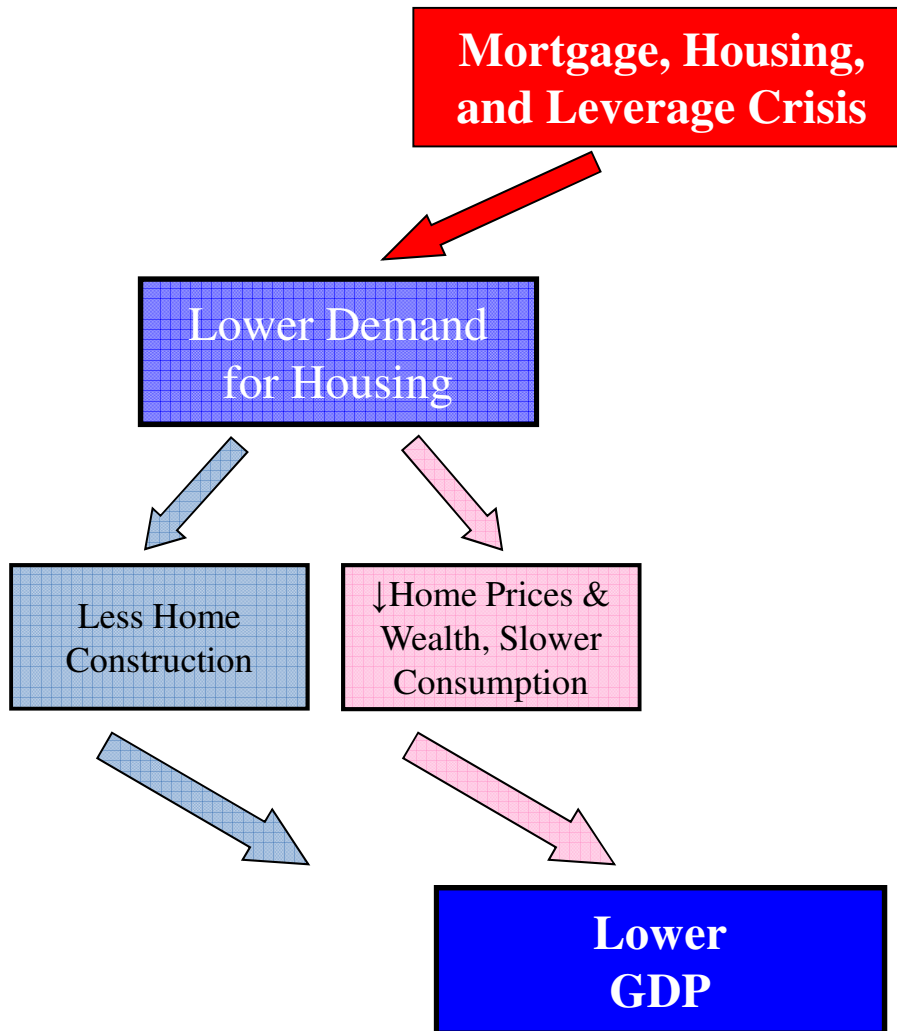 Mortgage, Housing,
and Leverage Crisis
Lower Demand
for Housing
Less Home
Construction
↓Home Prices &
Wealth, Slower
Consumption
Lower
GDP